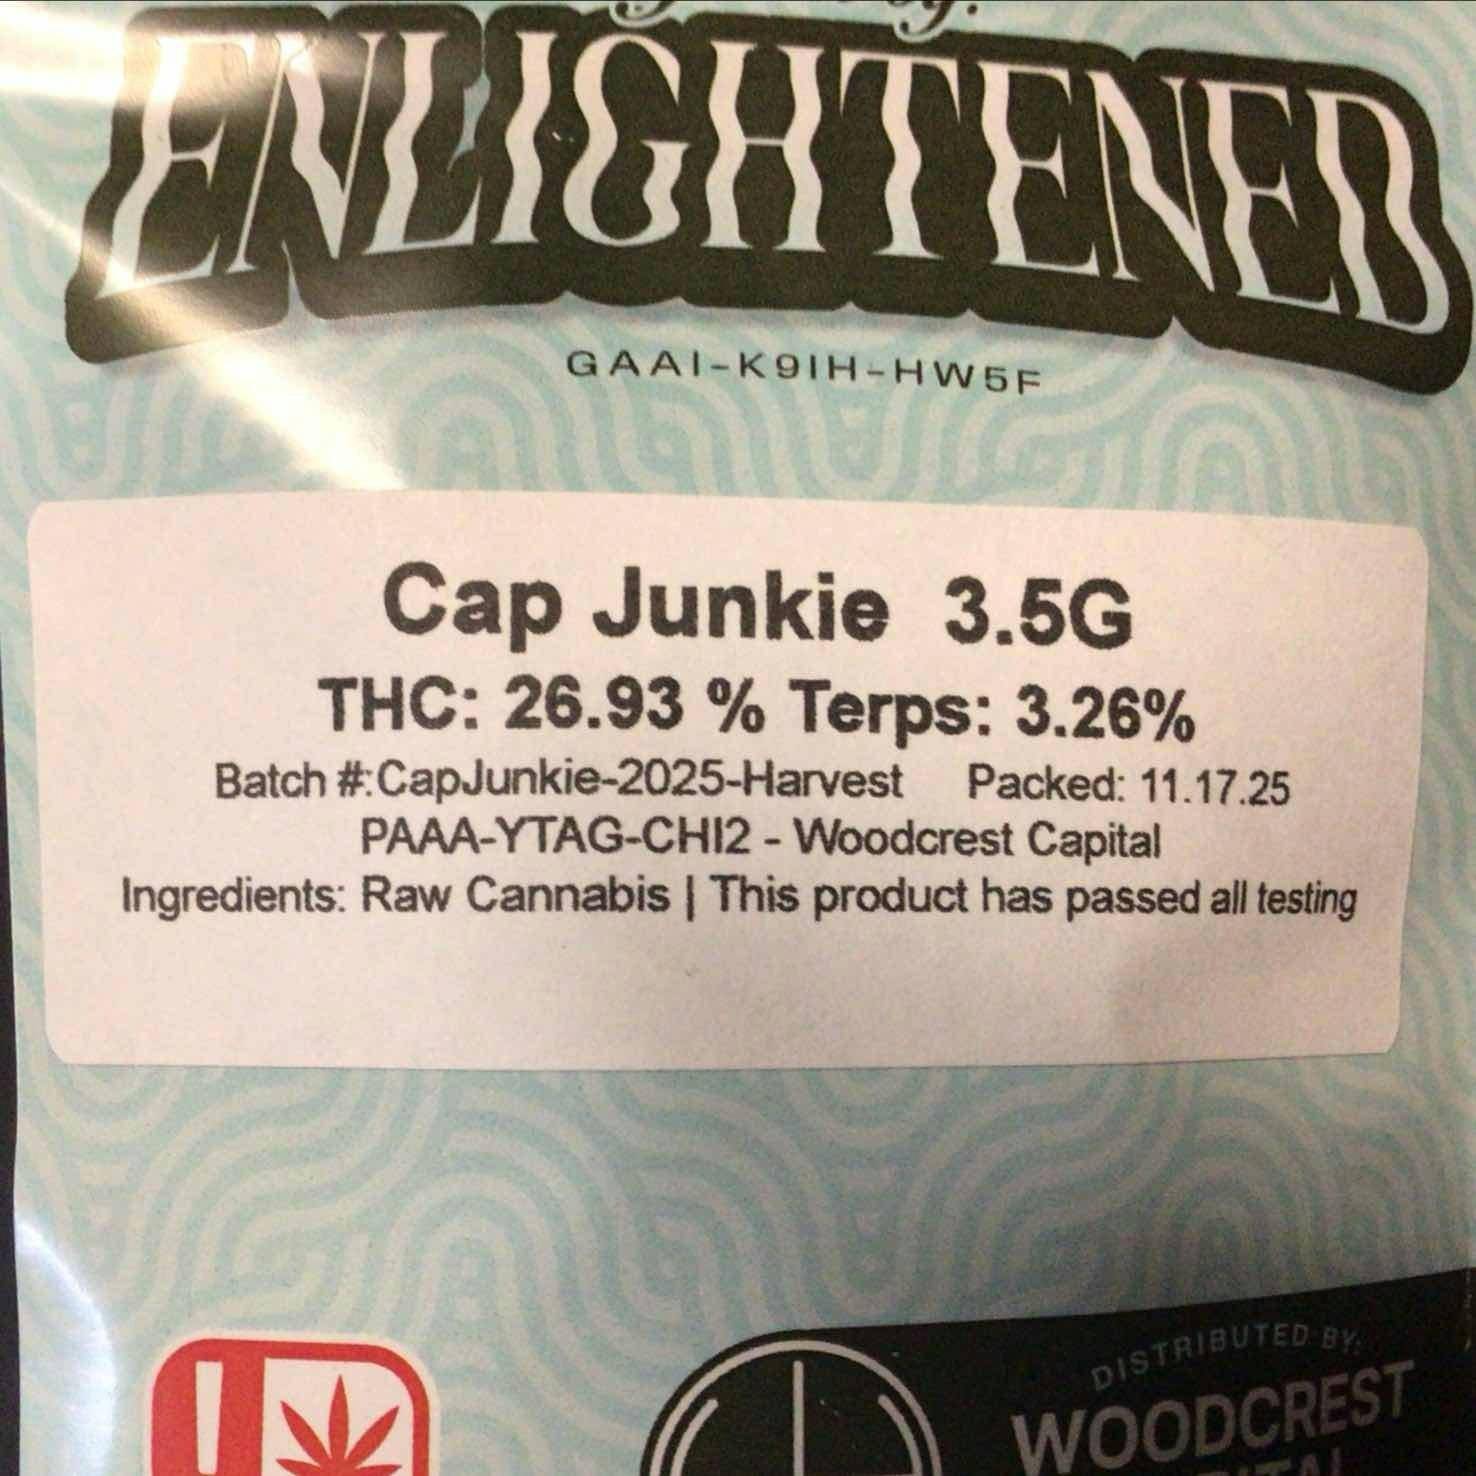 by:
ENLIGHTENED
GAAI-K9IH-HW5F
Cap Junkie 3.5G
THC: 26.93 % Terps: 3.26%
Batch #:CapJunkie-2025-Harvest Packed: 11.17.25
PAAA-YTAG-CHI2 - Woodcrest Capital
Ingredients: Raw Cannabis | This product has passed all testing
!
DISTRIBUTED BY:
WOODCREST